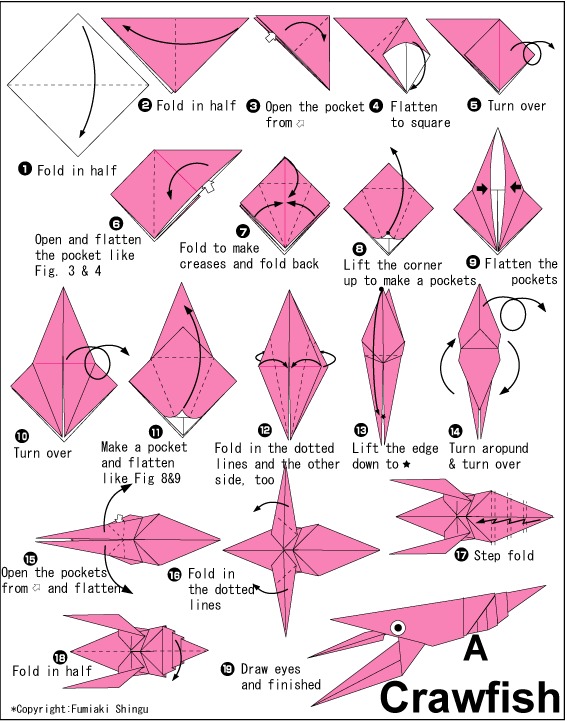 ❶ Fold in half
❷ Fold in half
❸ Open the pocket
from ⇧
❹ Flatten
to square
❺ Turn over
❻
Open and flatten
the pocket like
Fig. 3 & 4
❼
Fold to make
creases and fold back
❽
Lift the corner
up to make a pockets
❾ Flatten the
pockets
❿
Turn over
⓫
Make a pocket
and flatten
like Fig 8&9
⓬
Fold in the dotted
lines and the other
side, too
⓭
Lift the edge
down to ★
⓮
Turn aropund
& turn over
⓯
Open the pockets
from ⇧ and flatten
⓰ Fold in
the dotted
lines
⓱ Step fold
⓲
Fold in half
⓳ Draw eyes
and finished
A
Crawfish
*Copyright:Fumiaki Shingu